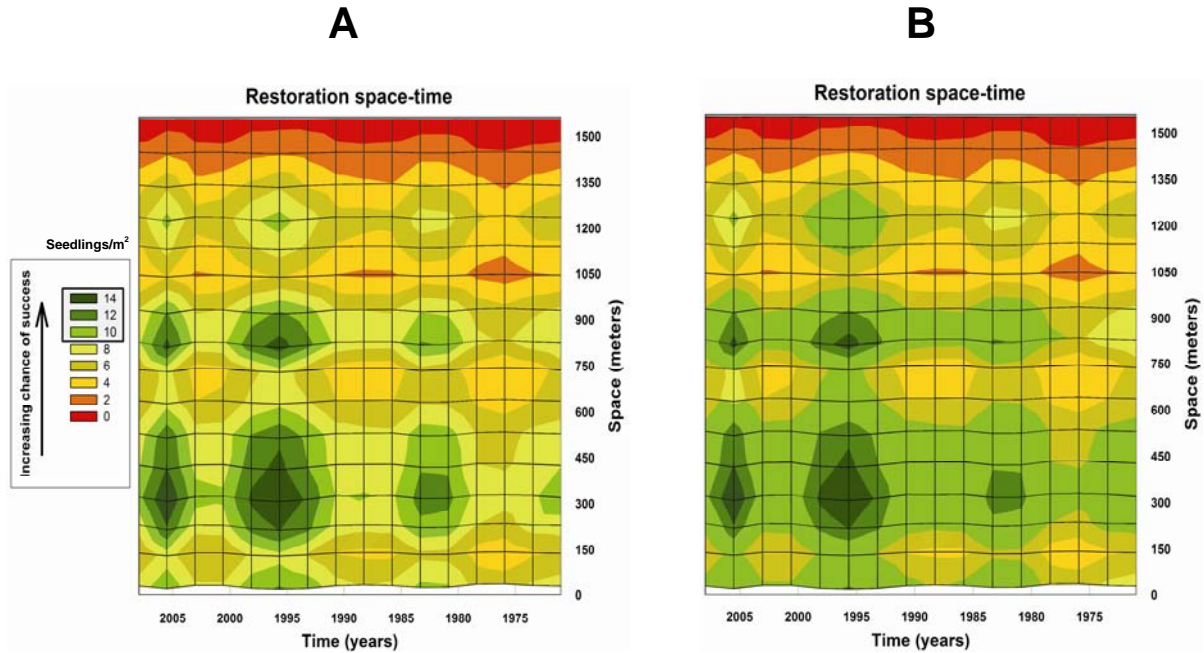 A
B
Restoration space-time
Restoration space-time
Seedlings/m²
Increasing chance of success
14
12
10
8
6
4
2
0
1500
1350
1200
1050
900
750
600
450
300
150
0
Space (meters)
2005 2000 1995 1990 1985 1980 1975
Time (years)
1500
1350
1200
1050
900
750
600
450
300
150
0
Space (meters)
2005 2000 1995 1990 1985 1980 1975
Time (years)